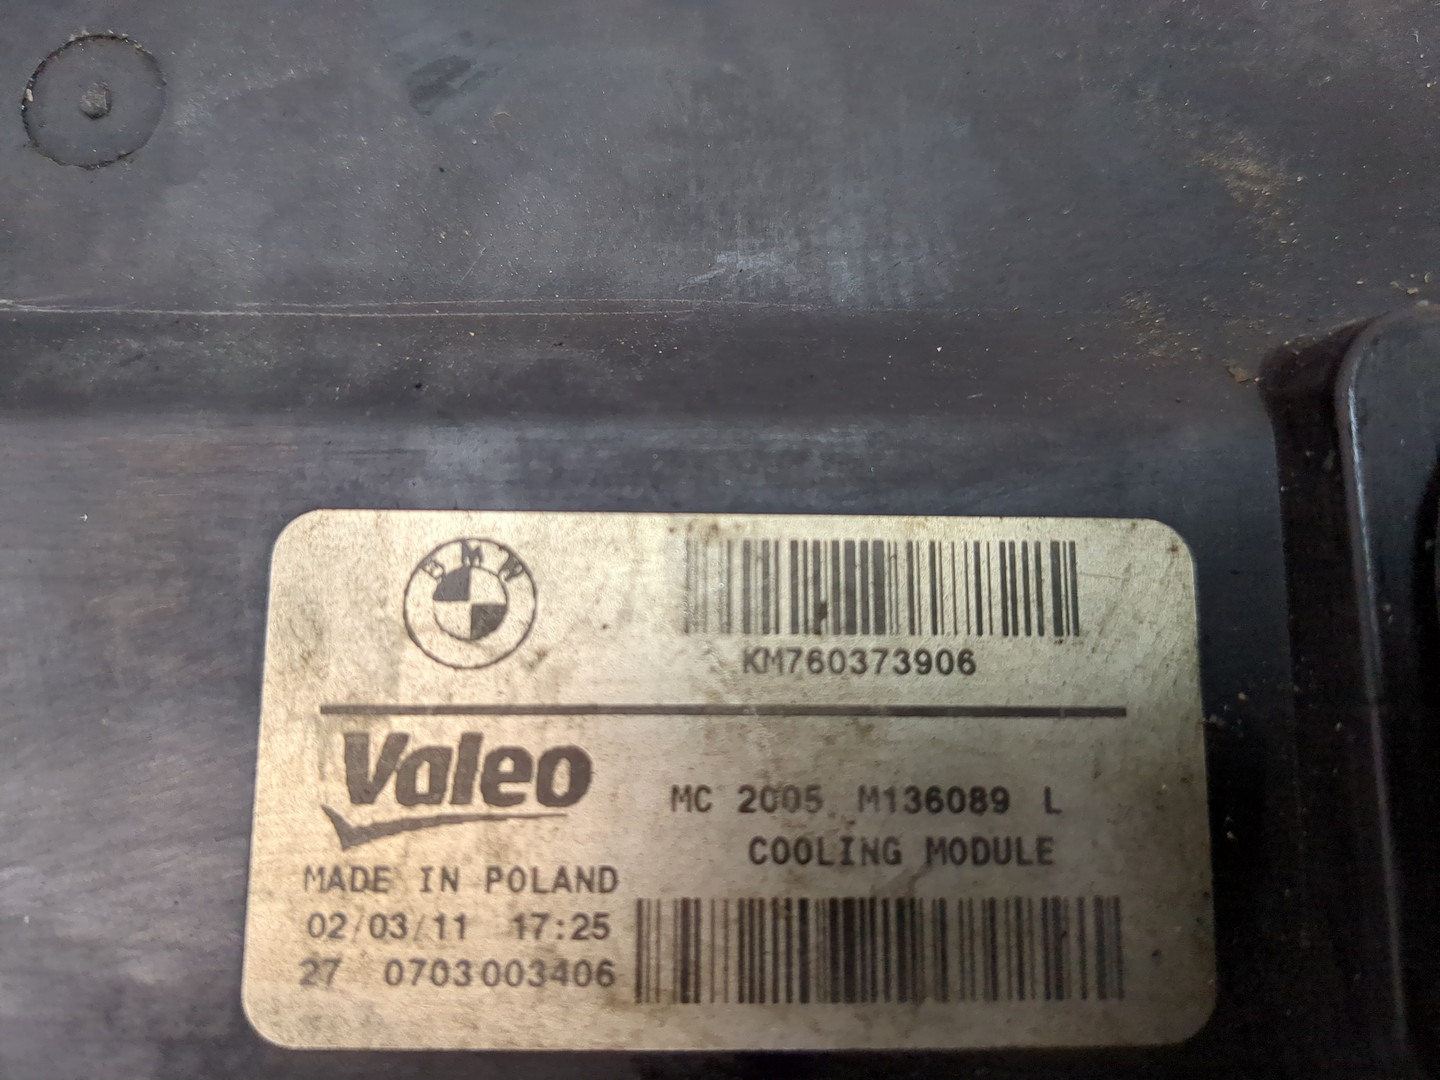 BMW
KM760373906
Valeo
MC 2005 M136089 L
COOLING MODULE
MADE IN POLAND
02/03/11 17:25
27 0703003406